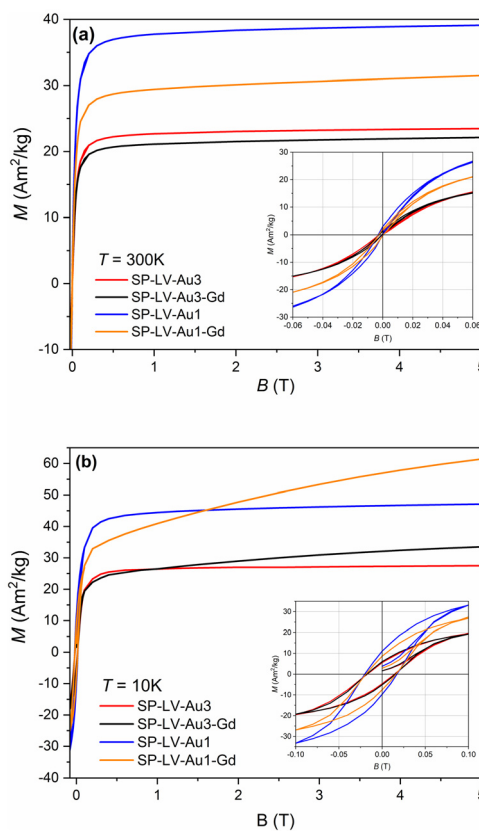 40
(a)
30
20
10
0
10
M (Am²/kg)
T = 300K
SP-LV-Au3
SP-LV-Au3-Gd
SP-LV-Au1
SP-LV-Au1-Gd
0 1 2 3 4 5
B (T)
30
20
10
0
-10
-20
-30
M (Am²/kg)
-0.06 -0.04 -0.02 0.00 0.02 0.04 0.06
B (T)
(b)
60
50
40
30
20
10
0
-10
-20
-30
-40
M (Am²/kg)
T = 10K
SP-LV-Au3
SP-LV-Au3-Gd
SP-LV-Au1
SP-LV-Au1-Gd
0 1 2 3 4 5
B (T)
30
20
10
0
-10
-20
-30
M (Am²/kg)
-0.10 -0.05 0.00 0.05 0.10
B (T)